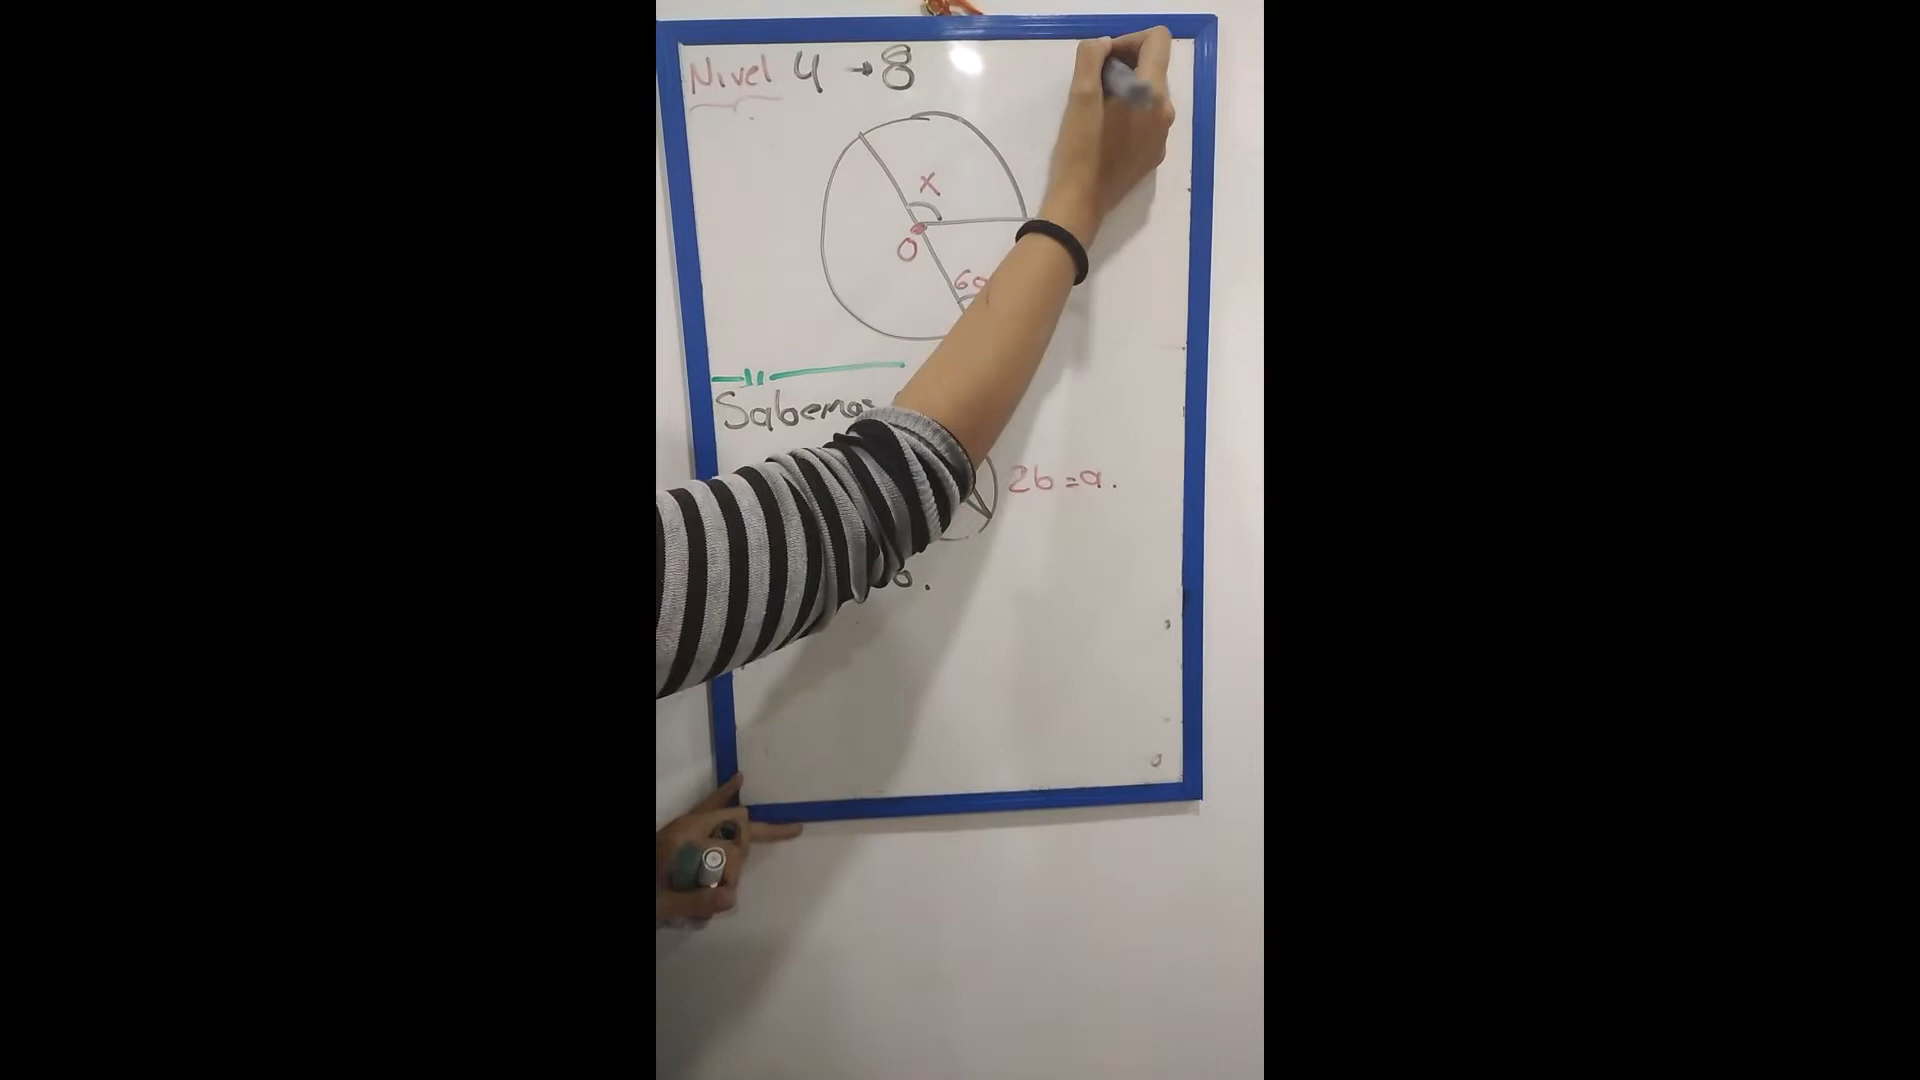 Nivel 4 → 8
x
O
60
Sabemos
2b = a.